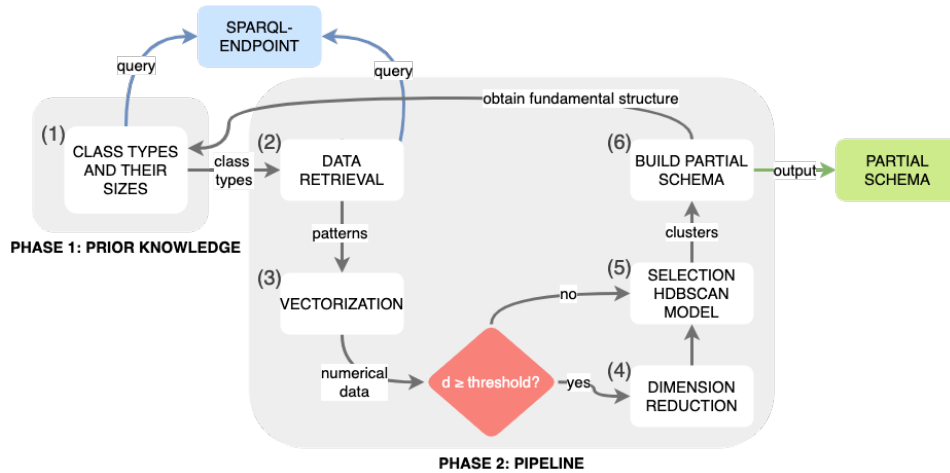 SPARQL-
ENDPOINT
query
query
obtain fundamental structure
(1)
CLASS TYPES
AND THEIR
SIZES
class
types
(2)
DATA
RETRIEVAL
(6)
BUILD PARTIAL
SCHEMA
output
PARTIAL
SCHEMA
PHASE 1: PRIOR KNOWLEDGE
patterns
clusters
(3)
VECTORIZATION
(5)
SELECTION
HDBSCAN
MODEL
no
numerical
data
d ≥ threshold?
yes
(4)
DIMENSION
REDUCTION
PHASE 2: PIPELINE